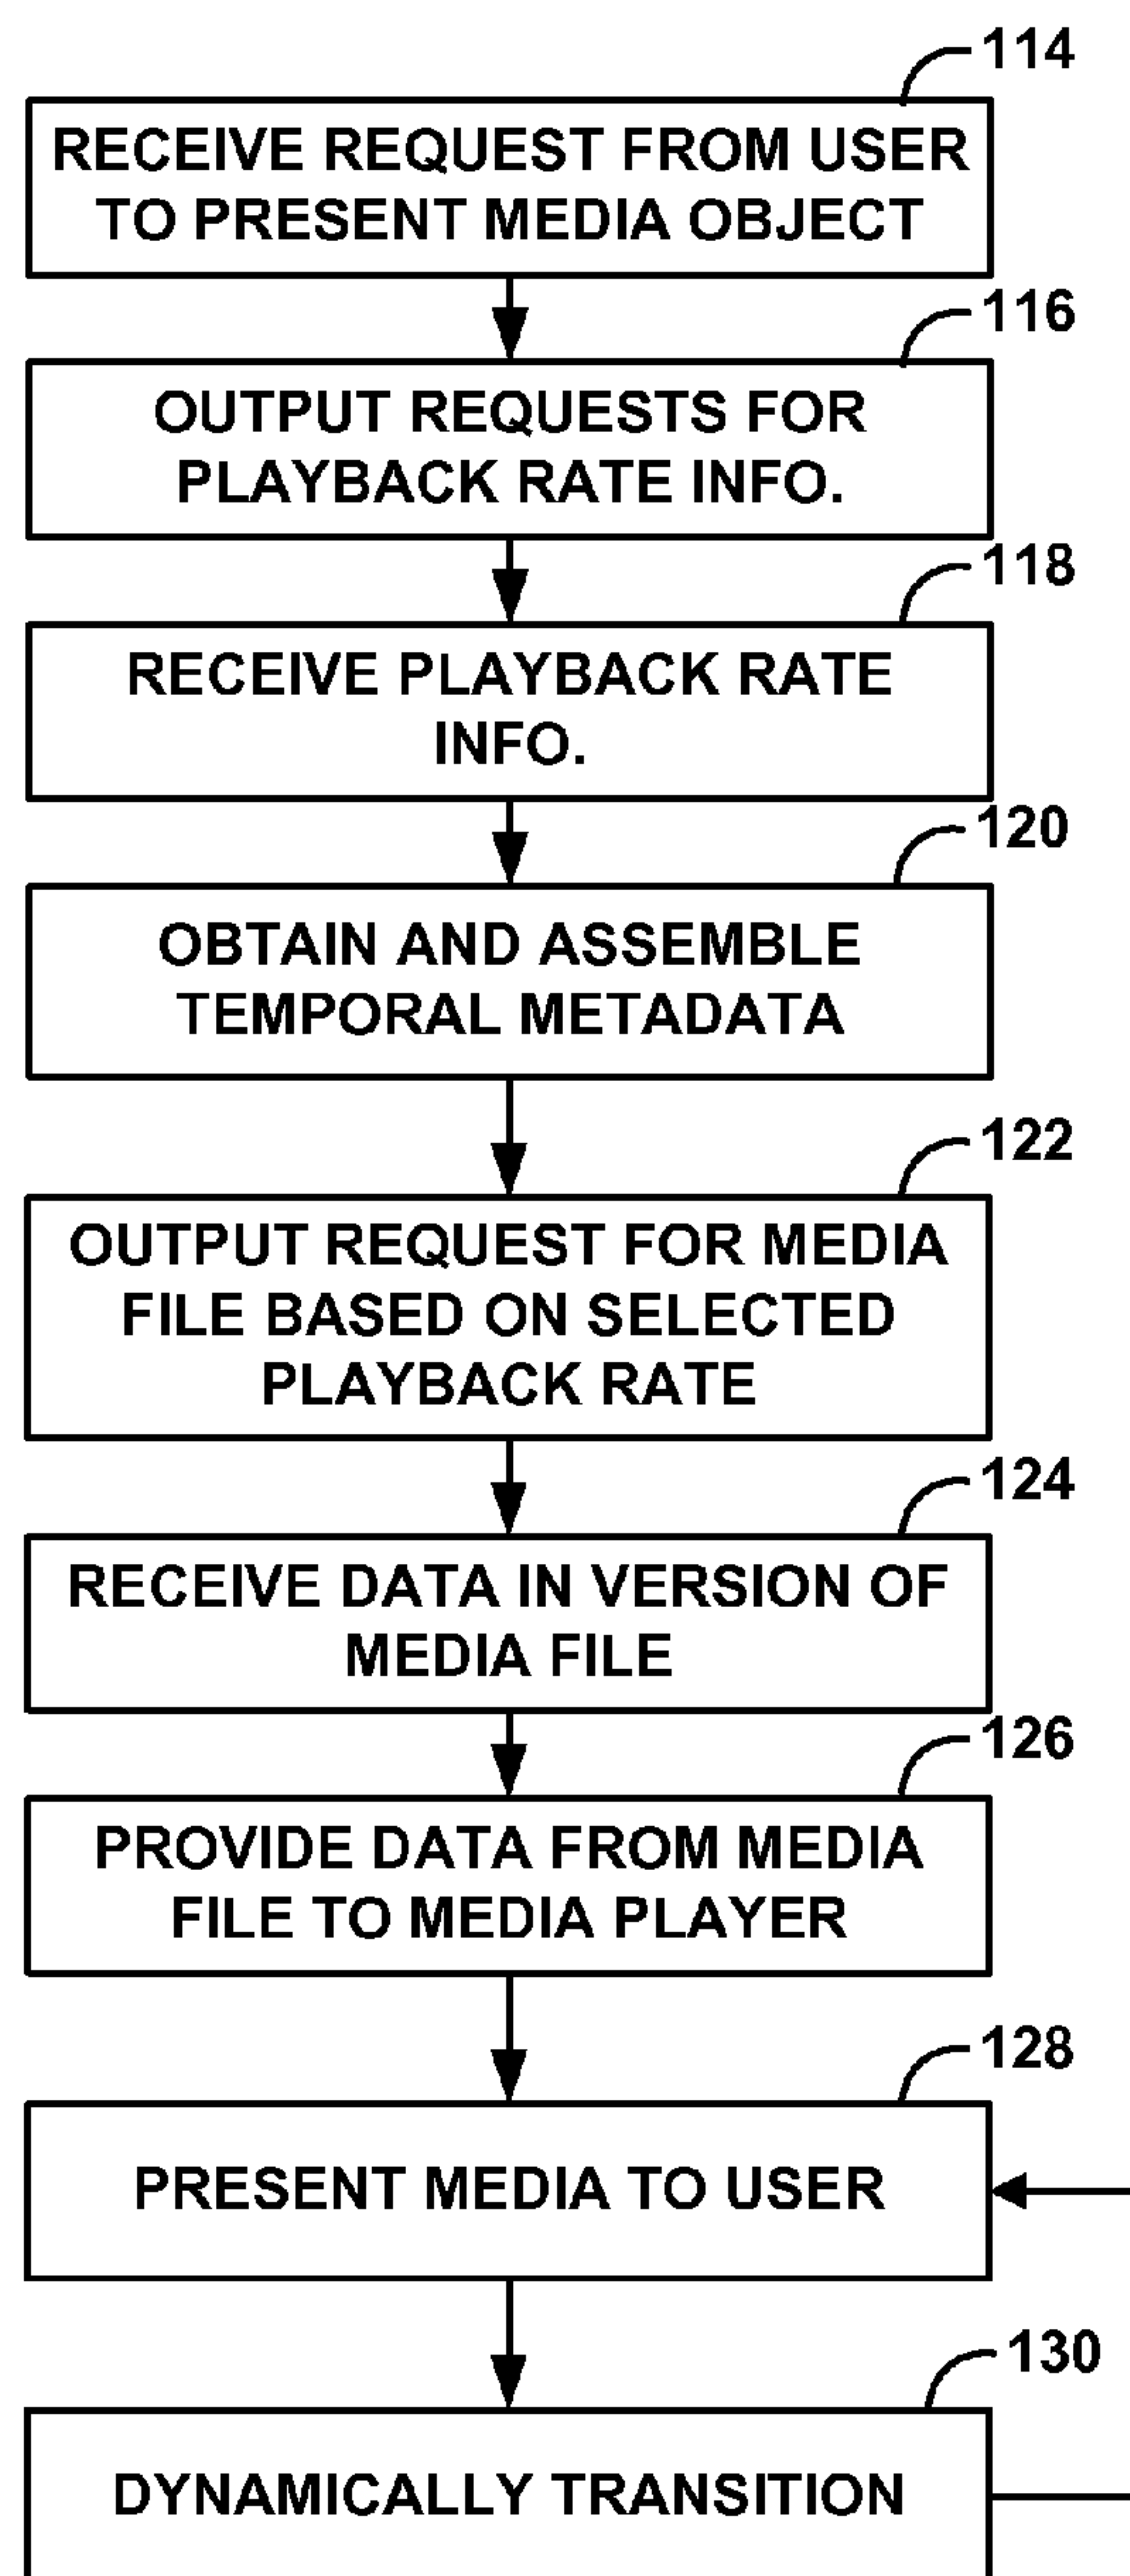 114
RECEIVE REQUEST FROM USER
TO PRESENT MEDIA OBJECT
116
OUTPUT REQUESTS FOR
PLAYBACK RATE INFO.
118
RECEIVE PLAYBACK RATE
INFO.
120
OBTAIN AND ASSEMBLE
TEMPORAL METADATA
122
OUTPUT REQUEST FOR MEDIA
FILE BASED ON SELECTED
PLAYBACK RATE
124
RECEIVE DATA IN VERSION OF
MEDIA FILE
126
PROVIDE DATA FROM MEDIA
FILE TO MEDIA PLAYER
128
PRESENT MEDIA TO USER
130
DYNAMICALLY TRANSITION